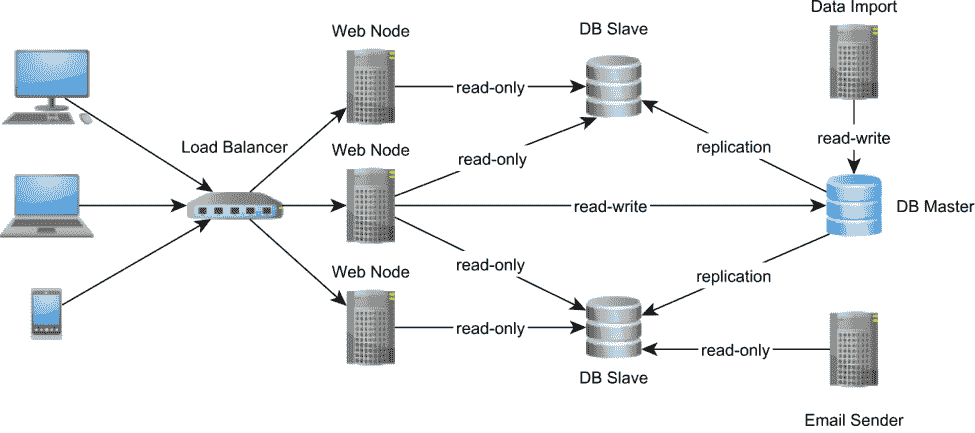 Data Import
Web Node
DB Slave
read-only
read-write
Load Balancer
Web Node
read-only
replication
read-write
DB Master
Web Node
read-only
replication
read-only
read-only
DB Slave
Email Sender